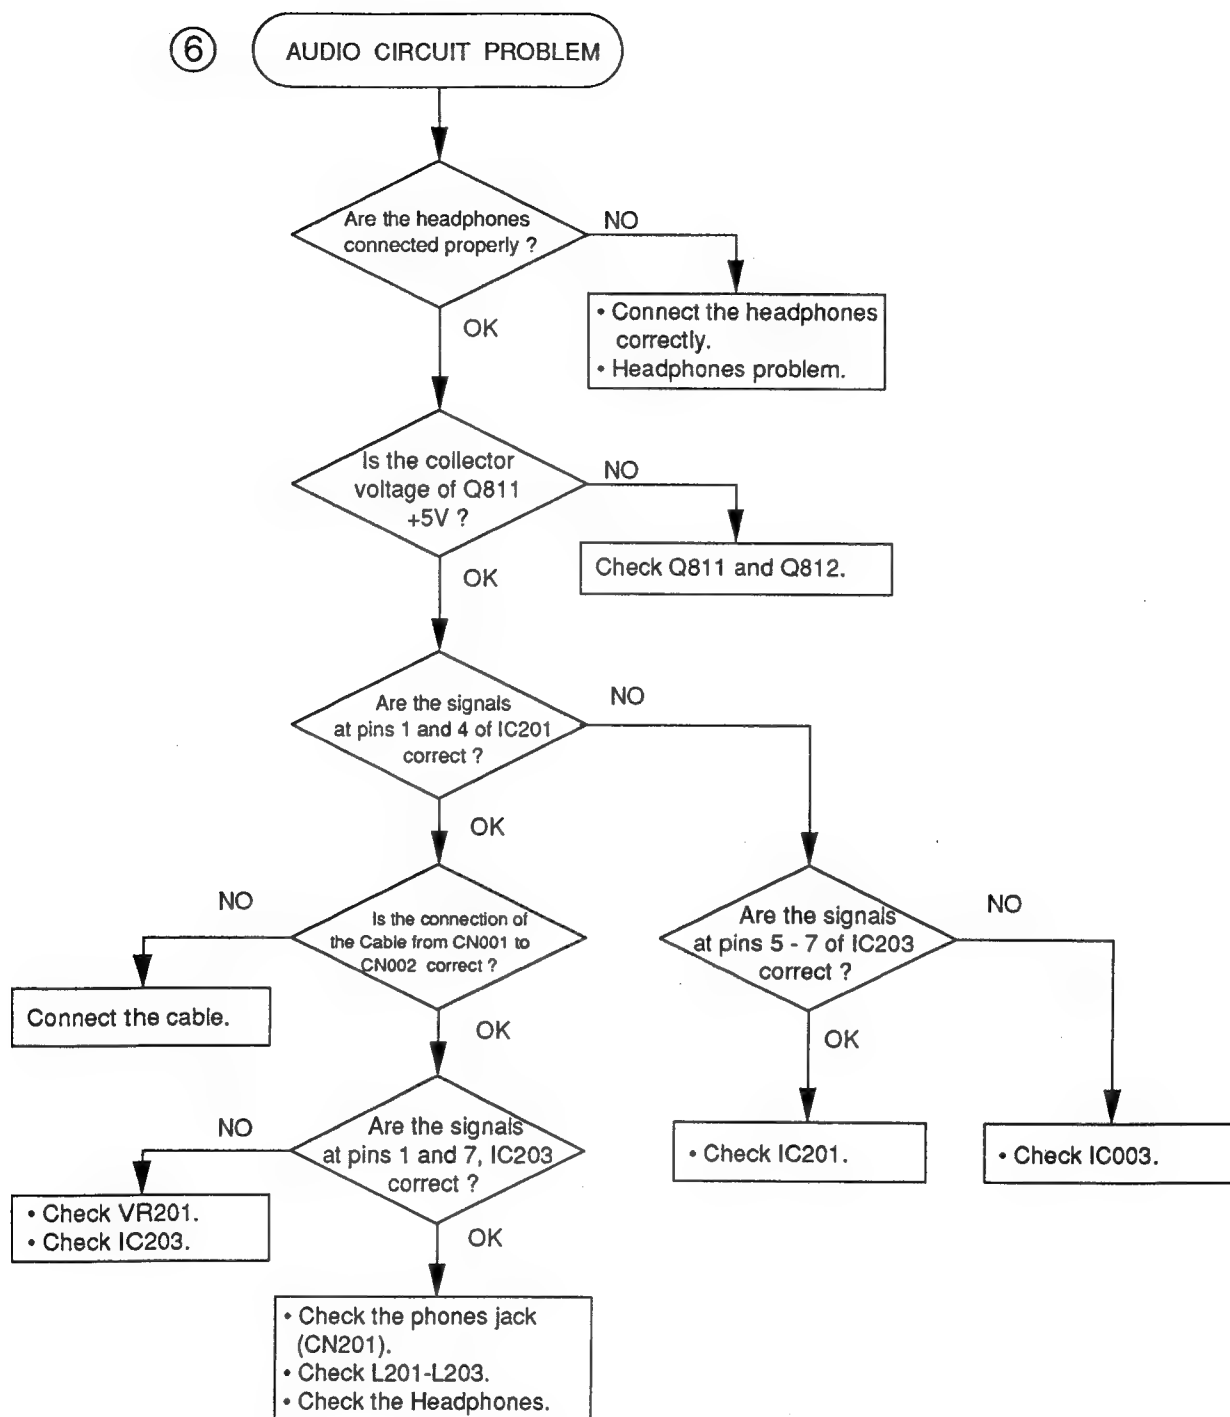 6
AUDIO CIRCUIT PROBLEM
Are the headphones
connected properly ?
NO
• Connect the headphones
correctly.
• Headphones problem.
OK
Is the collector
voltage of Q811
+5V ?
NO
Check Q811 and Q812.
OK
Are the signals
at pins 1 and 4 of IC201
correct ?
NO
OK
Is the connection of
the Cable from CN001 to
CN002 correct ?
NO
Connect the cable.
OK
Are the signals
at pins 5 - 7 of IC203
correct ?
NO
OK
• Check IC201.
• Check IC003.
Are the signals
at pins 1 and 7, IC203
correct ?
NO
• Check VR201.
• Check IC203.
OK
• Check the phones jack
(CN201).
• Check L201-L203.
• Check the Headphones.